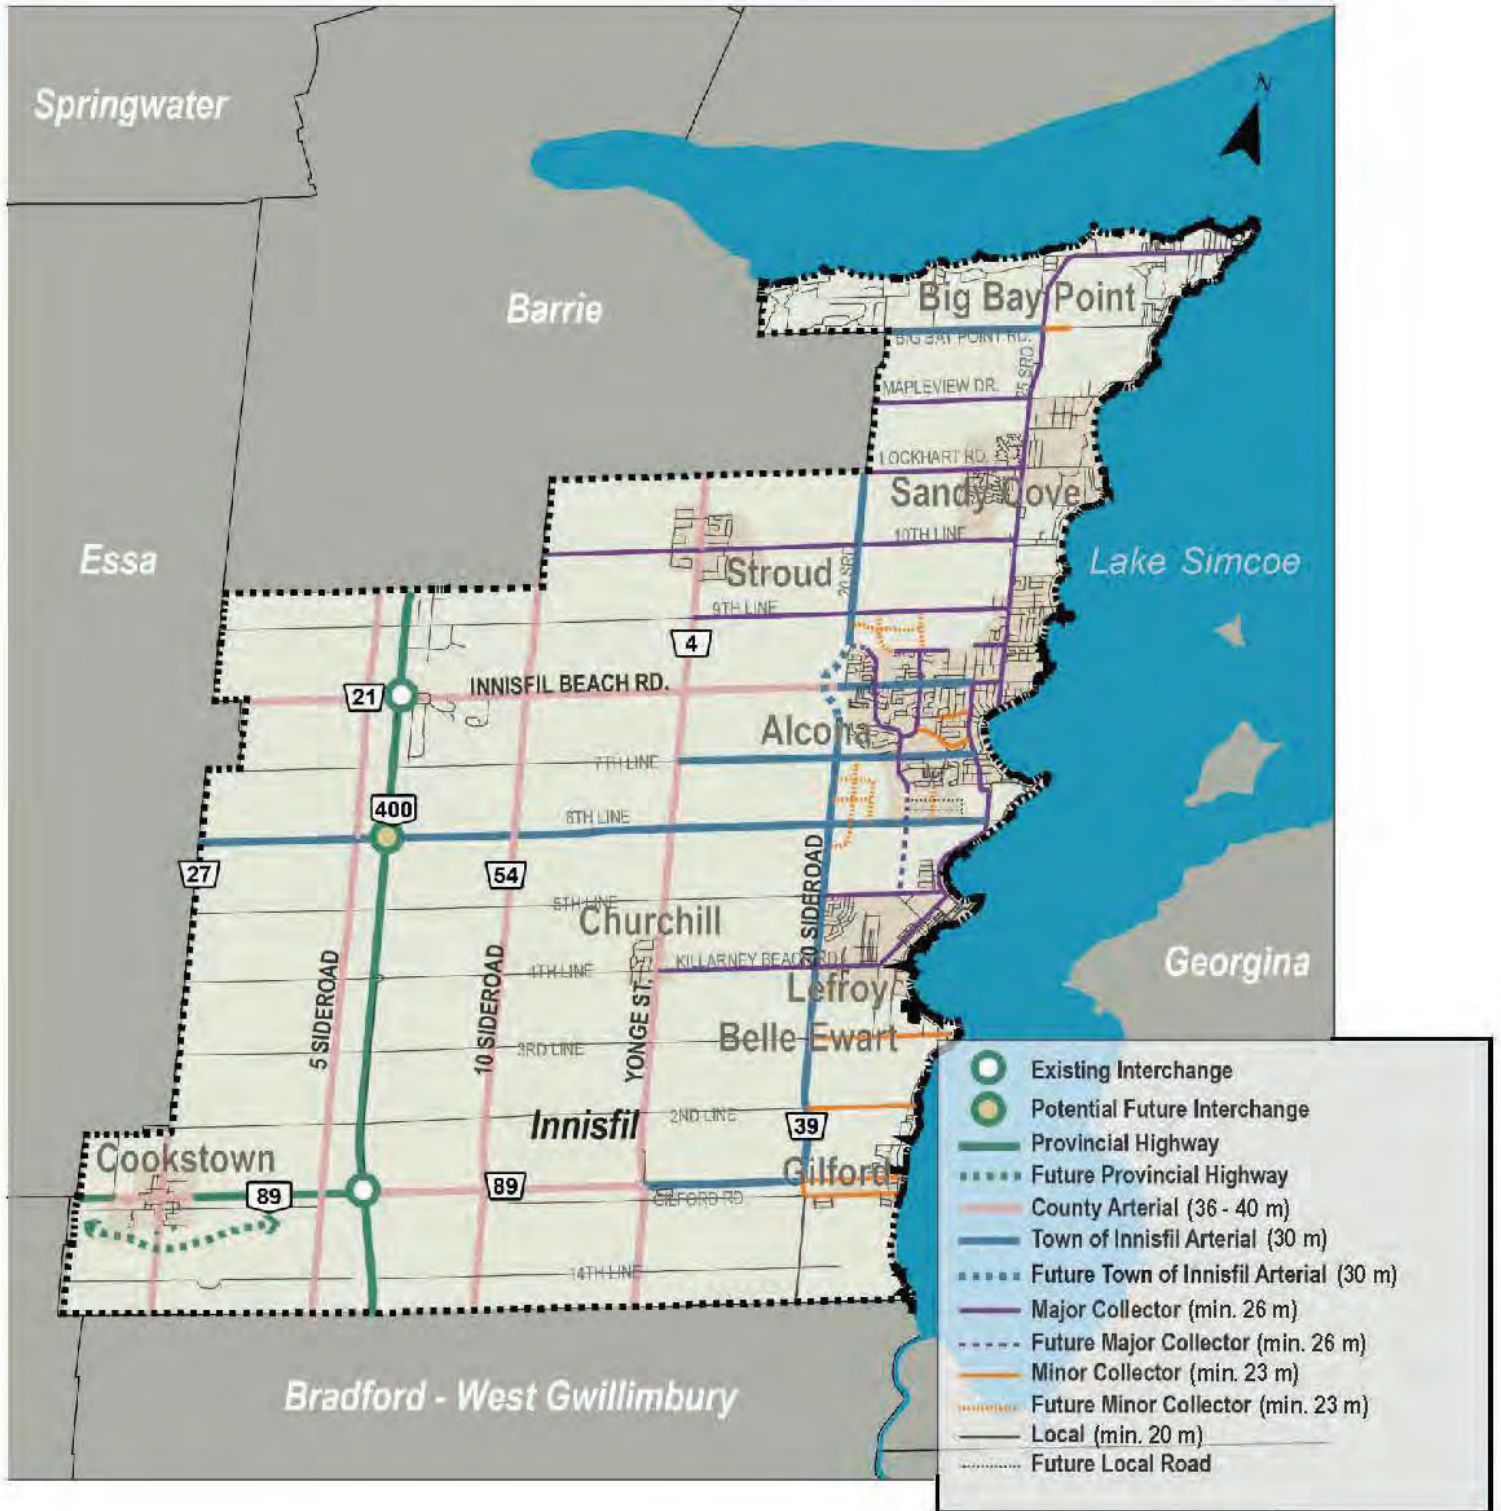 N
Springwater
Barrie
Big Bay Point
BIG BAY POINT RD.
25 SRD
MAPLEVIEW DR.
LOCKHART RD.
Sandy Cove
10TH LINE
Essa
Lake Simcoe
Stroud
20 SRD
9TH LINE
4
INNISFIL BEACH RD.
21
Alcona
7TH LINE
400
6TH LINE
27
54
20 SIDEROAD
5TH LINE
Churchill
KILLARNEY BEACH RD
4TH LINE
Georgina
5 SIDEROAD
10 SIDEROAD
YONGE ST.
Lefroy
Belle Ewart
3RD LINE
2ND LINE
Innisfil
39
Cookstown
Gilford
89
89
GILFORD RD
14TH LINE
Bradford - West Gwillimbury
Existing Interchange
Potential Future Interchange
Provincial Highway
Future Provincial Highway
County Arterial (36 - 40 m)
Town of Innisfil Arterial (30 m)
Future Town of Innisfil Arterial (30 m)
Major Collector (min. 26 m)
Future Major Collector (min. 26 m)
Minor Collector (min. 23 m)
Future Minor Collector (min. 23 m)
Local (min. 20 m)
Future Local Road